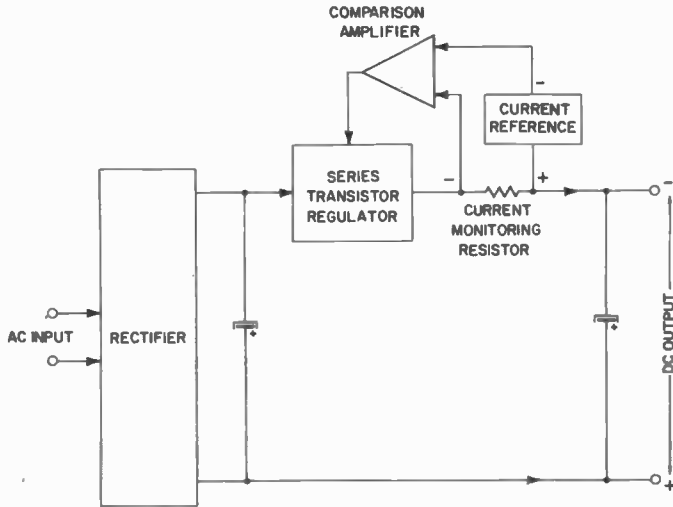 COMPARISON
AMPLIFIER
-
CURRENT
REFERENCE
+
SERIES
TRANSISTOR
REGULATOR
-
CURRENT
MONITORING
RESISTOR
-
AC INPUT
RECTIFIER
+
+
DC OUTPUT
+